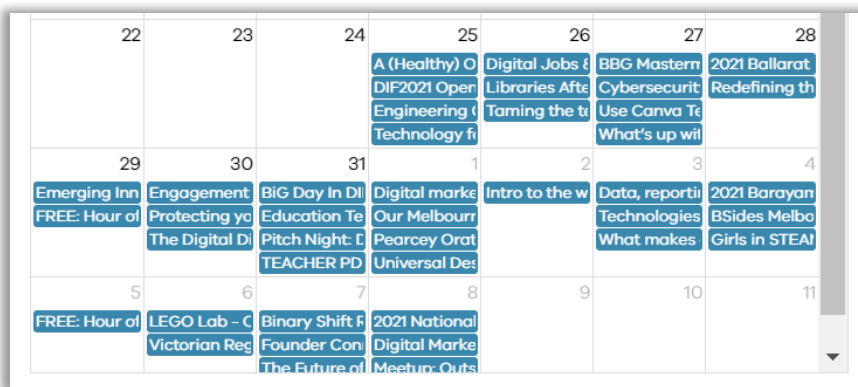 22 23 24 25 26 27 28
A (Healthy) O Digital Jobs & BBG Masterm 2021 Ballarat
DIF2021 Open Libraries Afte Cybersecurit Redefining th
Engineering Taming the te Use Canva Te
Technology fo What's up wit
29 30 31 1 2 3 4
Emerging Inn Engagement BiG Day In DI Digital marke Intro to the w Data, reporti 2021 Barayam
FREE: Hour of Protecting yo Education Te Our Melbourn Technologies BSides Melbo
The Digital Di Pitch Night: D Pearcey Orat What makes Girls in STEAM
TEACHER PD Universal Des
5 6 7 8 9 10 11
FREE: Hour of LEGO Lab - C Binary Shift R 2021 National
Victorian Reg Founder Con Digital Marke
The Future of Meetup: Outs